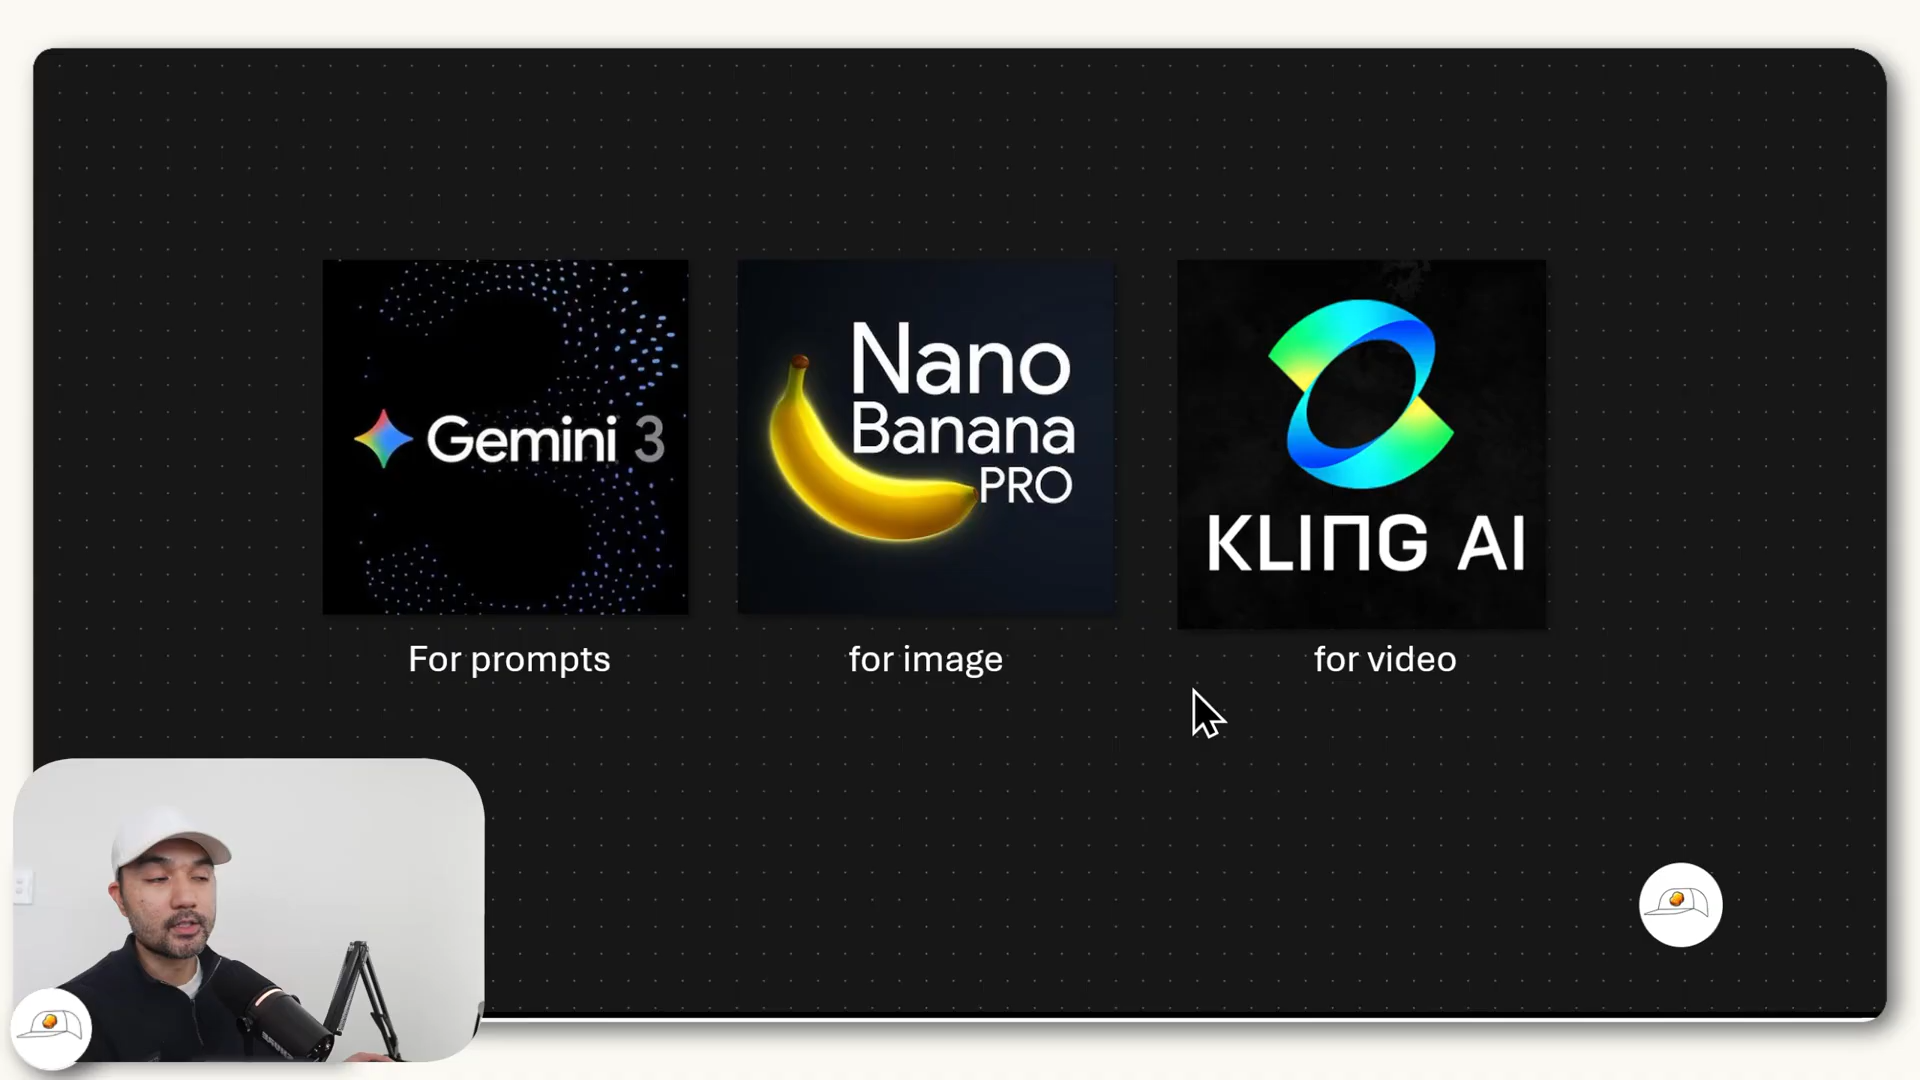 Gemini 3
Nano
Banana
PRO
KLING AI
For prompts
for image
for video